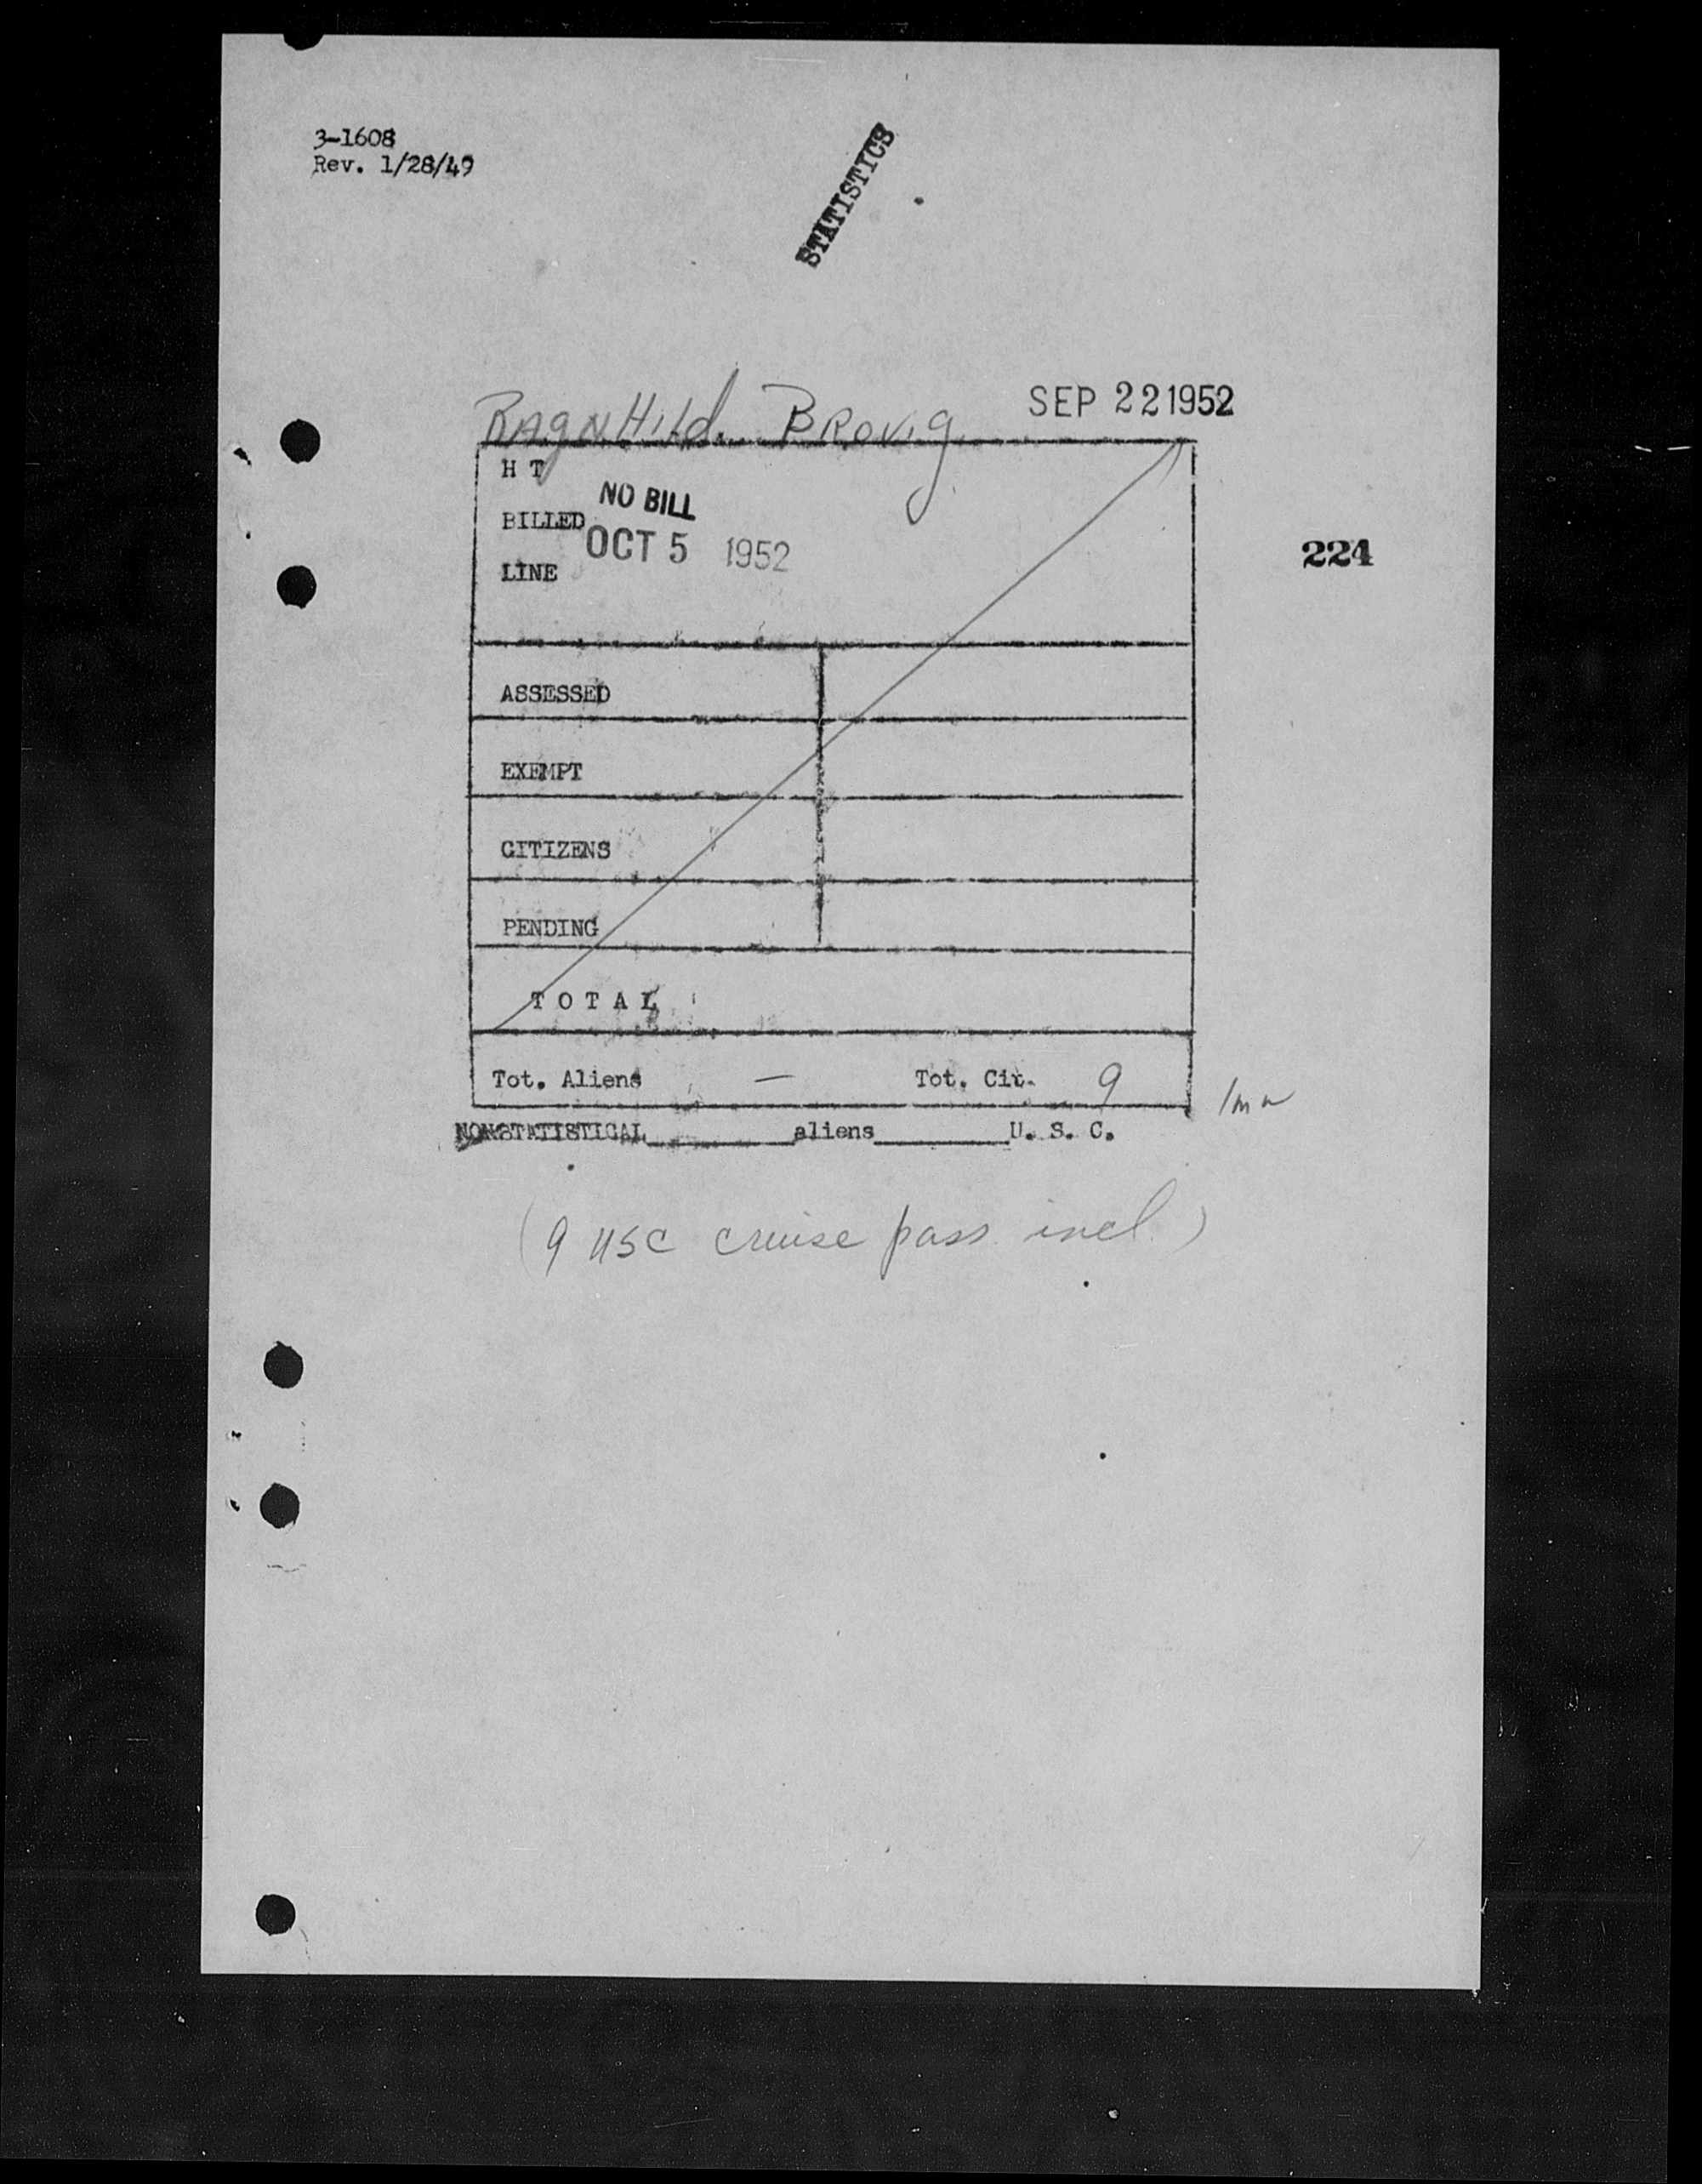 3-1608
Rev. 1/28/49
STATISTICS
RAgNHild BRovig
SEP 22 1952
H T
NO BILL
BILLED
OCT 5 1952
LINE
224
ASSESSED
EXEMPT
CITIZENS
PENDING
TOTAL
Tot. Aliens — Tot. Cit. 9
NONSTATISTICAL aliens U. S. C.
(9 USC cruise pass. incl.)